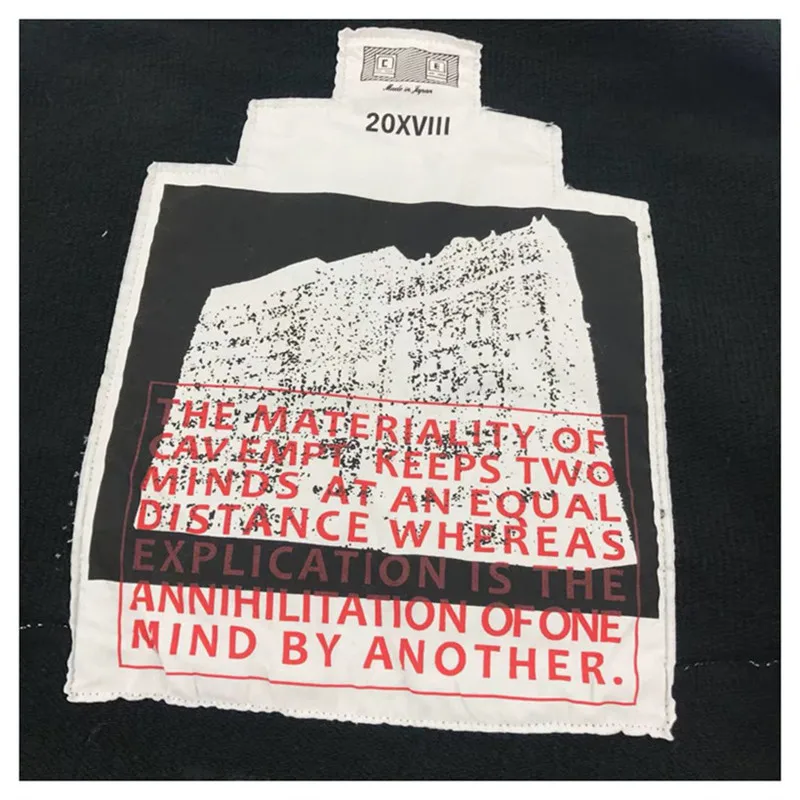 C E
Made in Japan
20XVIII
THE MATERIALITY OF
CAV EMPT KEEPS TWO
MINDS AT AN EQUAL
DISTANCE WHEREAS
EXPLICATION IS THE
ANNIHILITATION OF ONE
MIND BY ANOTHER.